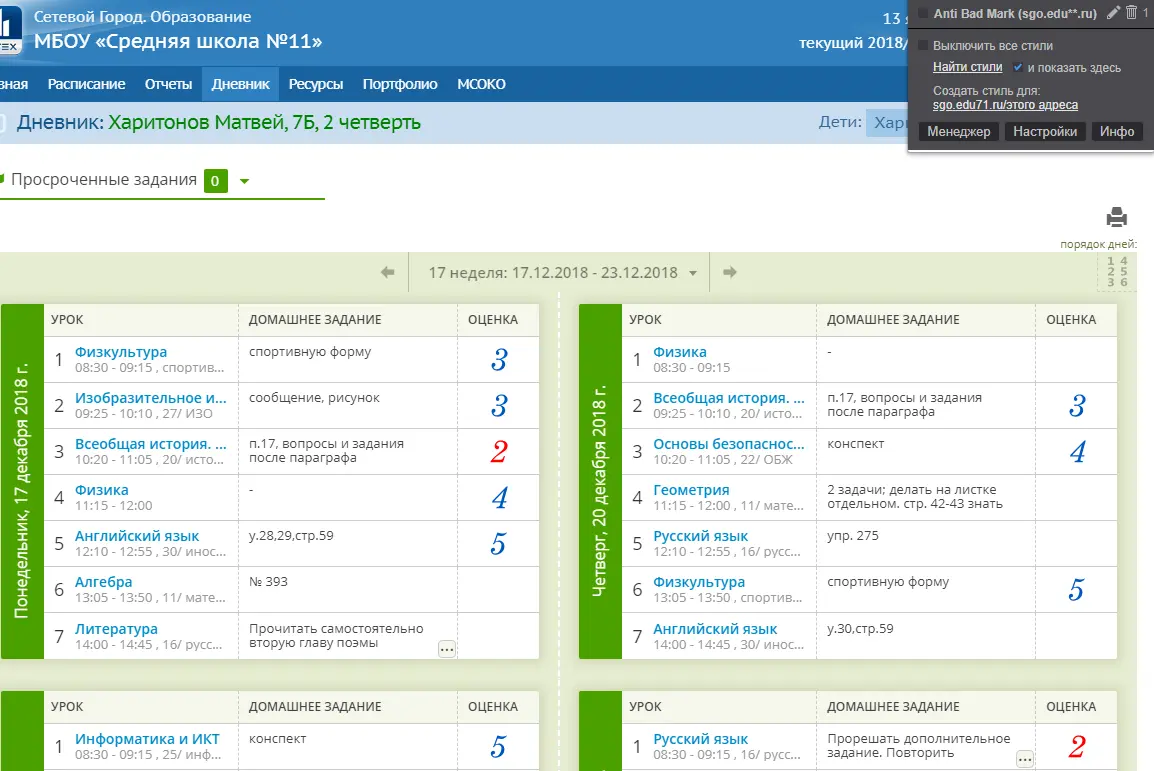 Сетевой Город. Образование
МБОУ «Средняя школа №11»
13
текущий 2018/
Anti Bad Mark (sgo.edu**.ru) 1
Выключить все стили
Найти стили и показать здесь
Создать стиль для:
sgo.edu71.ru/этого адреса
Менеджер Настройки Инфо
вная Расписание Отчеты Дневник Ресурсы Портфолио МСОКО
Дневник: Харитонов Матвей, 7Б, 2 четверть
Дети: Хари
Просроченные задания 0
порядок дней:
1 4
2 5
3 6
17 неделя: 17.12.2018 - 23.12.2018
Понедельник, 17 декабря 2018 г.
УРОК ДОМАШНЕЕ ЗАДАНИЕ ОЦЕНКА
1 Физкультура спортивную форму 3
08:30 - 09:15 , спортив...
2 Изобразительное и... сообщение, рисунок 3
09:25 - 10:10 , 27/ ИЗО
3 Всеобщая история. ... п.17, вопросы и задания 2
10:20 - 11:05 , 20/ исто... после параграфа
4 Физика - 4
11:15 - 12:00
5 Английский язык у.28,29,стр.59 5
12:10 - 12:55 , 30/ инос...
6 Алгебра № 393
13:05 - 13:50 , 11/ мате...
7 Литература Прочитать самостоятельно
14:00 - 14:45 , 16/ русс... вторую главу поэмы ...
Четверг, 20 декабря 2018 г.
УРОК ДОМАШНЕЕ ЗАДАНИЕ ОЦЕНКА
1 Физика -
08:30 - 09:15
2 Всеобщая история. ... п.17, вопросы и задания 3
09:25 - 10:10 , 20/ исто... после параграфа
3 Основы безопаснос... конспект 4
10:20 - 11:05 , 22/ ОБЖ
4 Геометрия 2 задачи; делать на листке
11:15 - 12:00 , 11/ мате... отдельном. стр. 42-43 знать
5 Русский язык упр. 275
12:10 - 12:55 , 16/ русс...
6 Физкультура спортивную форму 5
13:05 - 13:50 , спортив...
7 Английский язык у.30,стр.59
14:00 - 14:45 , 30/ инос...
УРОК ДОМАШНЕЕ ЗАДАНИЕ ОЦЕНКА
1 Информатика и ИКТ конспект 5
08:30 - 09:15 , 25/ инф...
УРОК ДОМАШНЕЕ ЗАДАНИЕ ОЦЕНКА
1 Русский язык Прорешать дополнительное 2
08:30 - 09:15 , 16/ русс... задание. Повторить ...